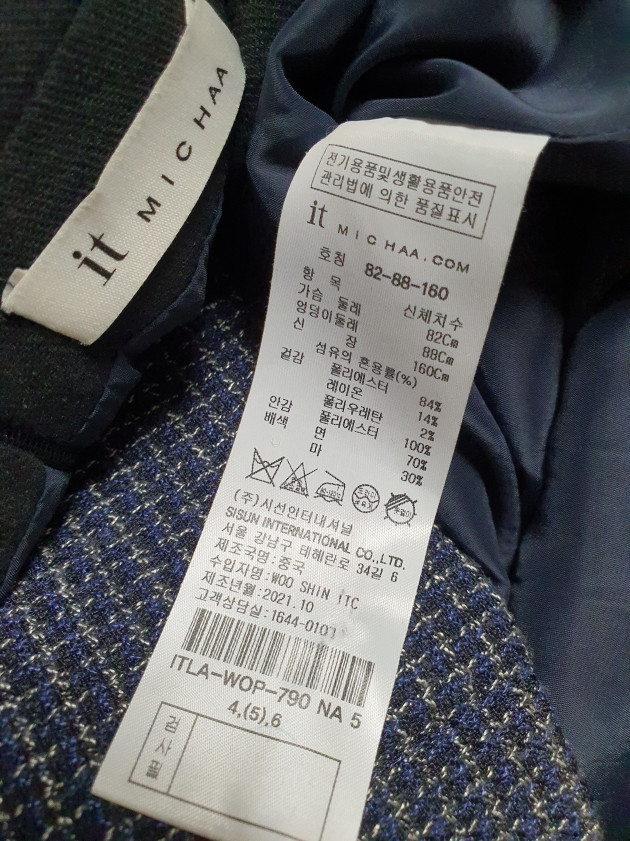 it MICHAA
전기용품및생활용품안전
관리법에 의한 품질표시
it MICHAA.COM
호칭 82-88-160
항 목 신체치수
가슴 둘레 82Cm
엉덩이둘레 88Cm
신 장 160Cm
섬유의 혼용률(%)
겉감 폴리에스터 84%
레이온 14%
폴리우레탄 2%
안감 폴리에스터 100%
배색 면 70%
마 30%
(주)시선인터내셔널
SISUN INTERNATIONAL CO.,LTD.
서울 강남구 테헤란로 34길 6
제조국명:중국
수입자명:WOO SHIN ITC
제조년월:2021.10
고객상담실:1644-0107
ITLA-WOP-790 NA 5
4,(5),6
검사필